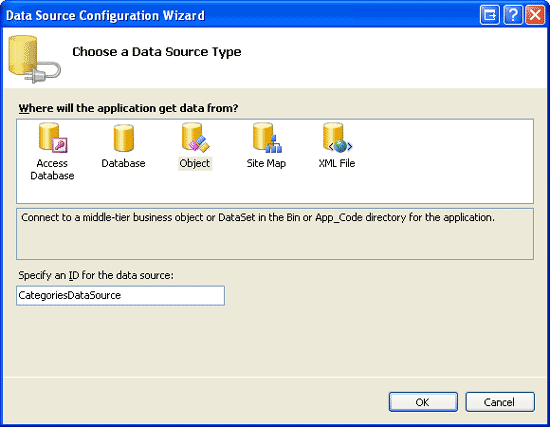 Data Source Configuration Wizard
Choose a Data Source Type
Where will the application get data from?
Access
Database
Database
Object
Site Map
XML File
Connect to a middle-tier business object or DataSet in the Bin or App_Code directory for the application.
Specify an ID for the data source:
CategoriesDataSource
OK
Cancel